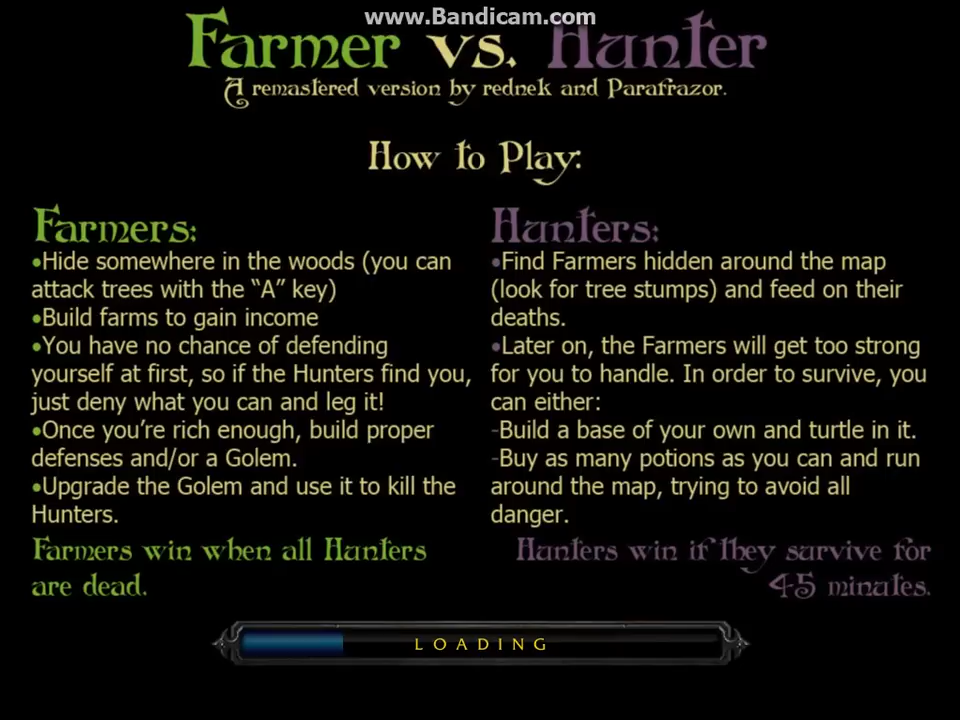 www.Bandicam.com
Farmer vs. Hunter
A remastered version by rednek and Parafrazor.
How to Play:
Farmers:
•Hide somewhere in the woods (you can
attack trees with the “A” key)
•Build farms to gain income
•You have no chance of defending
yourself at first, so if the Hunters find you,
just deny what you can and leg it!
•Once you’re rich enough, build proper
defenses and/or a Golem.
•Upgrade the Golem and use it to kill the
Hunters.
Farmers win when all Hunters
are dead.
Hunters:
•Find Farmers hidden around the map
(look for tree stumps) and feed on their
deaths.
•Later on, the Farmers will get too strong
for you to handle. In order to survive, you
can either:
-Build a base of your own and turtle in it.
-Buy as many potions as you can and run
around the map, trying to avoid all
danger.
Hunters win if they survive for
45 minutes.
LOADING